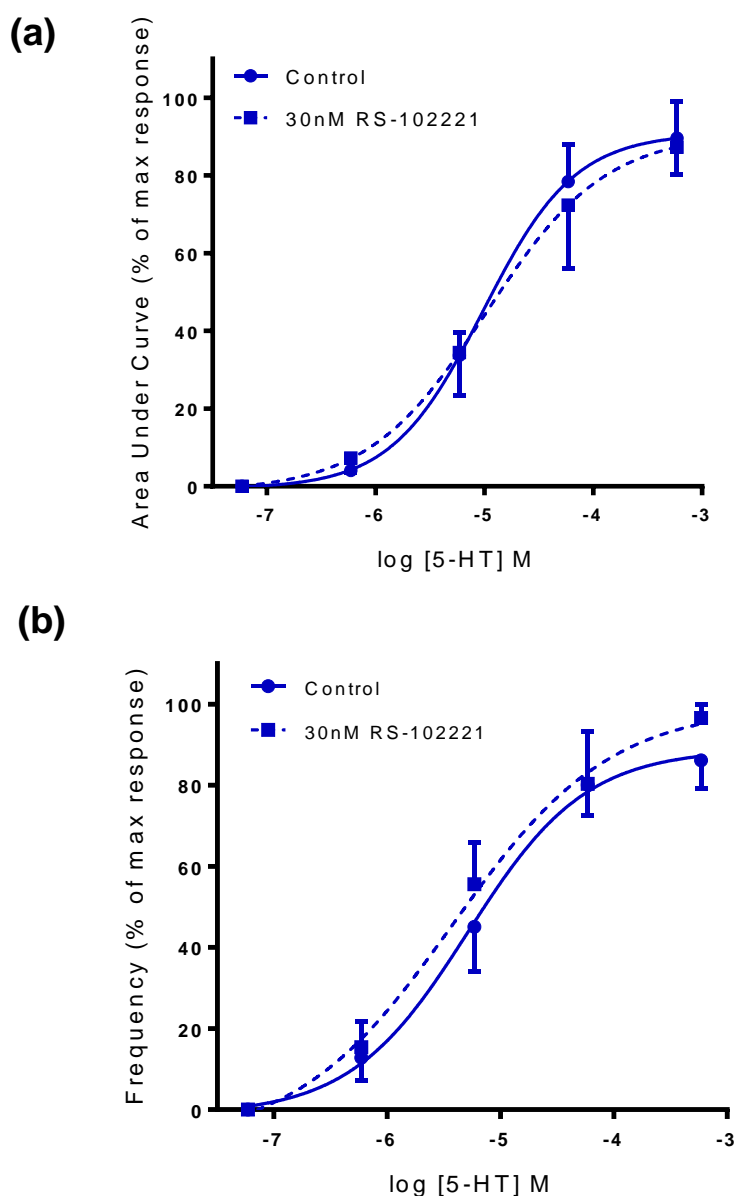 (a)
Control
30nM RS-102221
Area Under Curve (% of max response)
100
80
60
40
20
0
-7 -6 -5 -4 -3
log [5-HT] M
(b)
Control
30nM RS-102221
Frequency (% of max response)
100
80
60
40
20
0
-7 -6 -5 -4 -3
log [5-HT] M